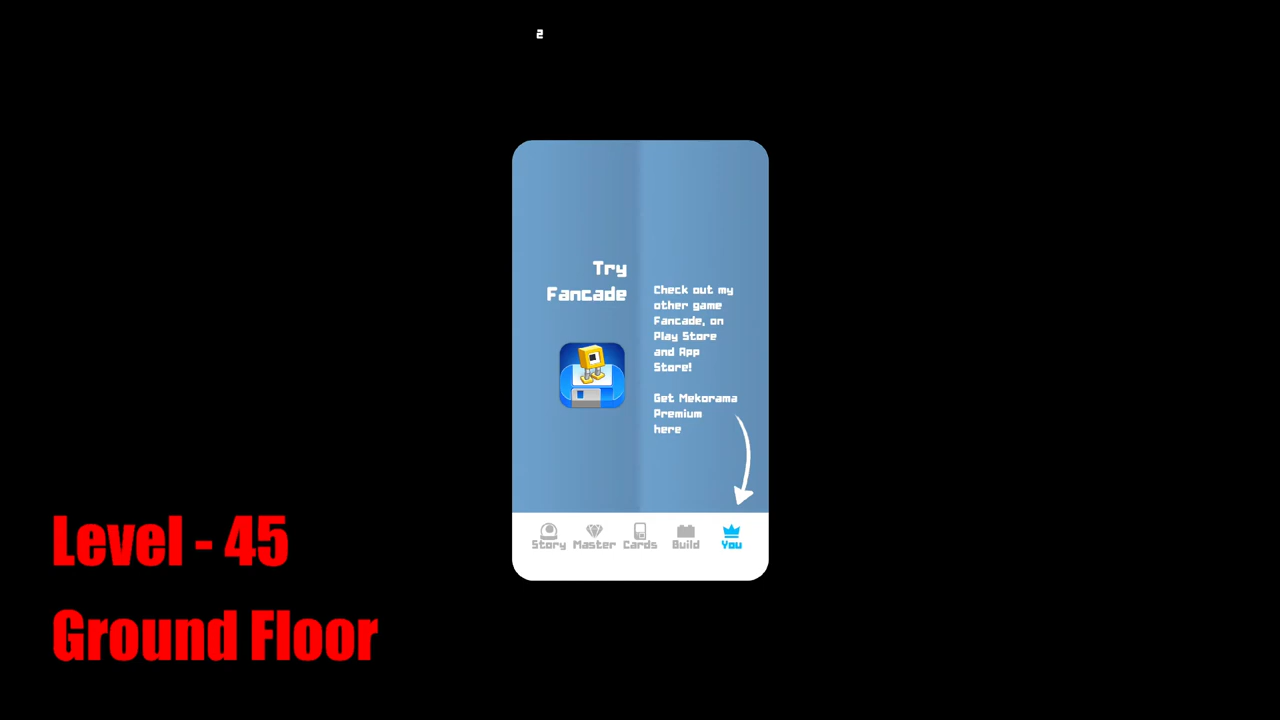 2
Try
Fancade
Check out my
other game
Fancade, on
Play Store
and App
Store!
Get Mekorama
Premium
here
Story Master Cards Build You
Level - 45
Ground Floor